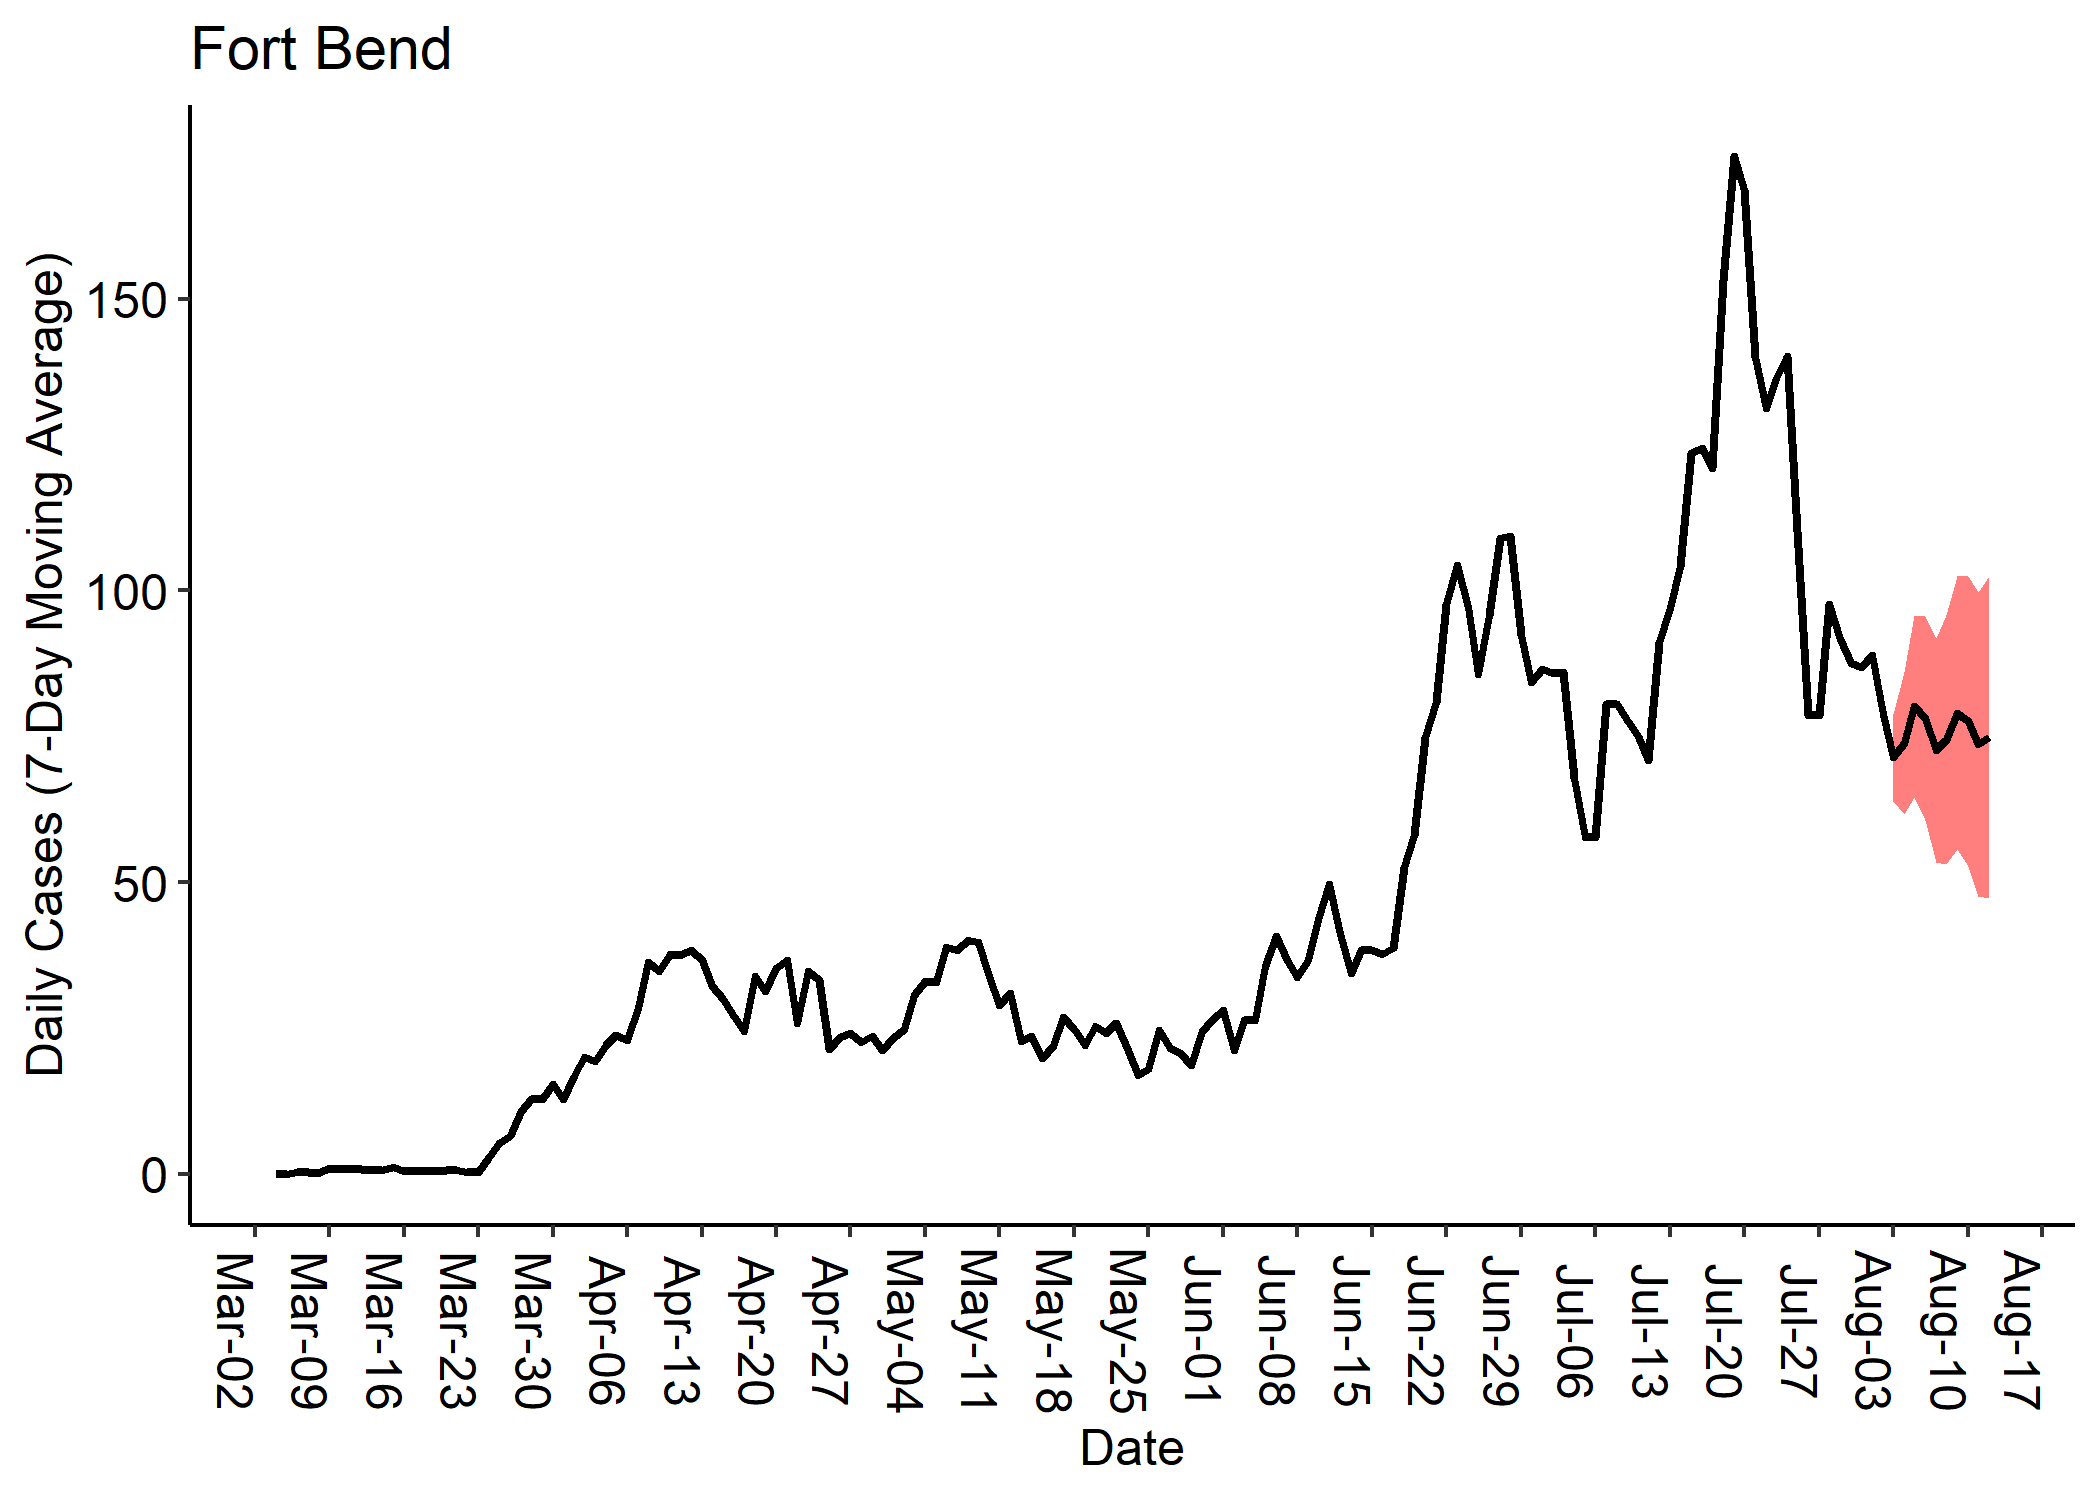 Fort Bend
Daily Cases (7-Day Moving Average)
150
100
50
0
Mar-02
Mar-09
Mar-16
Mar-23
Mar-30
Apr-06
Apr-13
Apr-20
Apr-27
May-04
May-11
May-18
May-25
Jun-01
Jun-08
Jun-15
Jun-22
Jun-29
Jul-06
Jul-13
Jul-20
Jul-27
Aug-03
Aug-10
Aug-17
Date